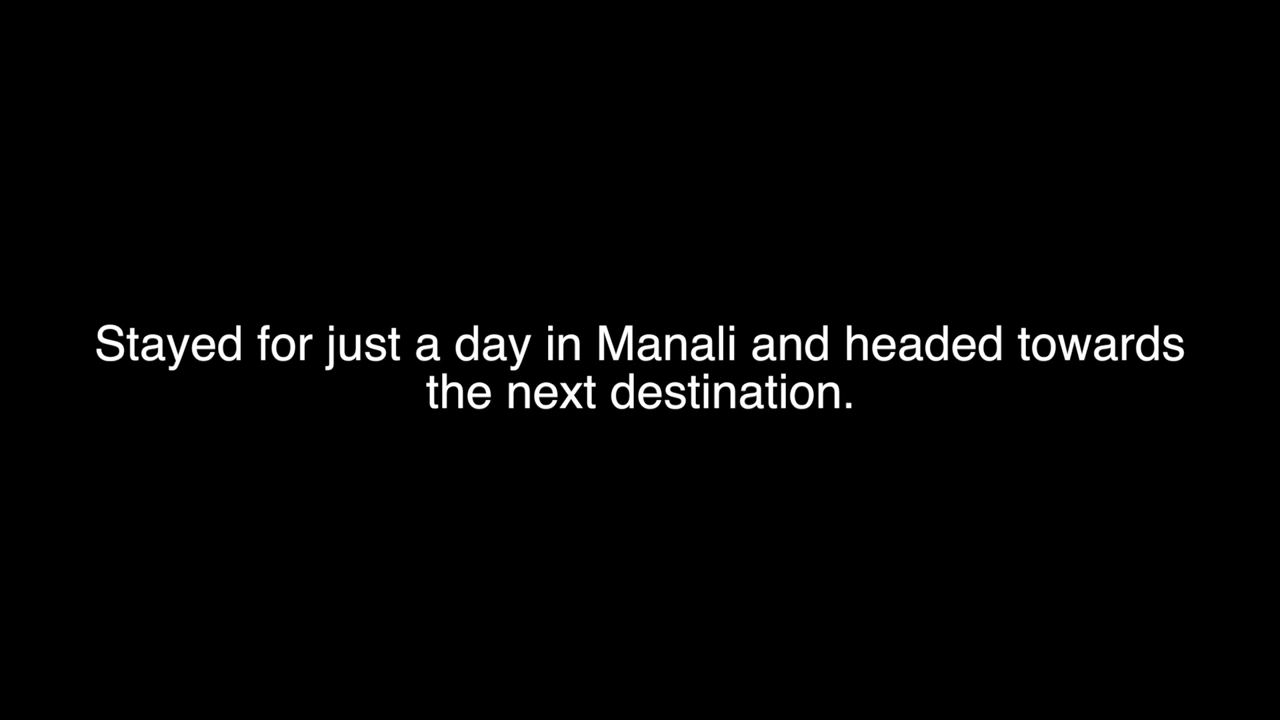 Stayed for just a day in Manali and headed towards
the next destination.